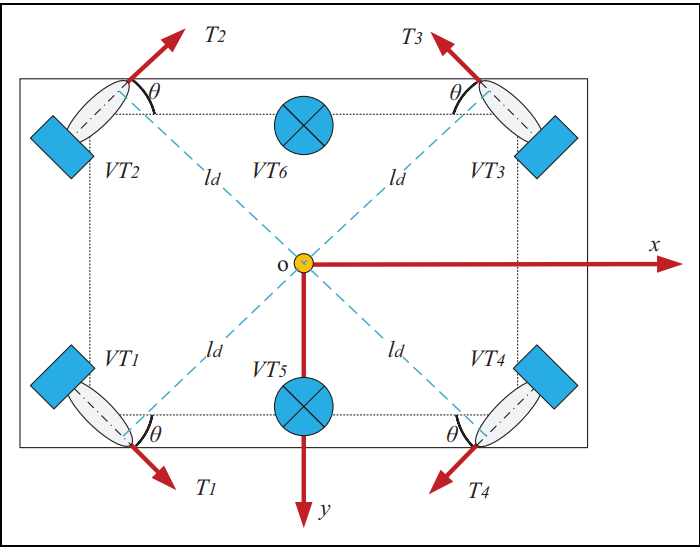 T2
T3
θ
θ
VT2
ld
VT6
ld
VT3
x
o
VT1
ld
VT5
ld
VT4
θ
θ
T1
T4
y